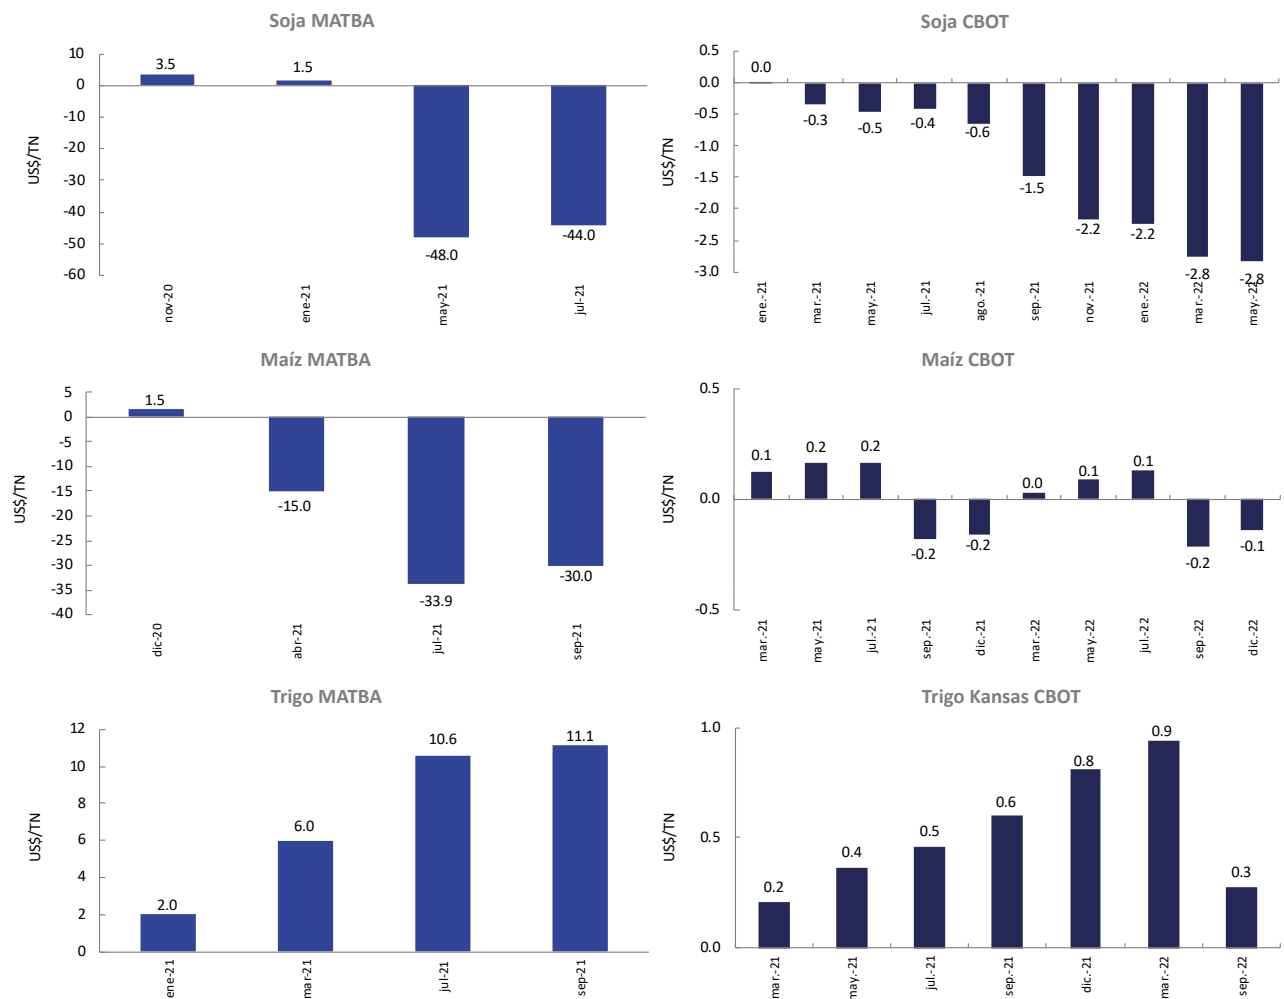 Soja MATBA
10
0
-10
-20
-30
-40
-50
-60
US$/TN
3.5
1.5
-48.0
-44.0
nov-20
ene-21
may-21
jul-21
Soja CBOT
0.5
0.0
-0.5
-1.0
-1.5
-2.0
-2.5
-3.0
US$/TN
0.0
-0.3
-0.5
-0.4
-0.6
-1.5
-2.2
-2.2
-2.8
-2.8
ene.-21
mar.-21
may.-21
jul.-21
ago.-21
sep.-21
nov.-21
ene.-22
mar.-22
may.-22
Maíz MATBA
5
0
-5
-10
-15
-20
-25
-30
-35
-40
US$/TN
1.5
-15.0
-33.9
-30.0
dic-20
abr-21
jul-21
sep-21
Maíz CBOT
0.5
0.0
-0.5
US$/TN
0.1
0.2
0.2
-0.2
-0.2
0.0
0.1
0.1
-0.2
-0.1
mar.-21
may.-21
jul.-21
sep.-21
dic.-21
mar.-22
may.-22
jul.-22
sep.-22
dic.-22
Trigo MATBA
12
10
8
6
4
2
0
US$/TN
2.0
6.0
10.6
11.1
ene-21
mar-21
jul-21
sep-21
Trigo Kansas CBOT
1.0
0.5
0.0
US$/TN
0.2
0.4
0.5
0.6
0.8
0.9
0.3
mar.-21
may.-21
jul.-21
sep.-21
dic.-21
mar.-22
sep.-22